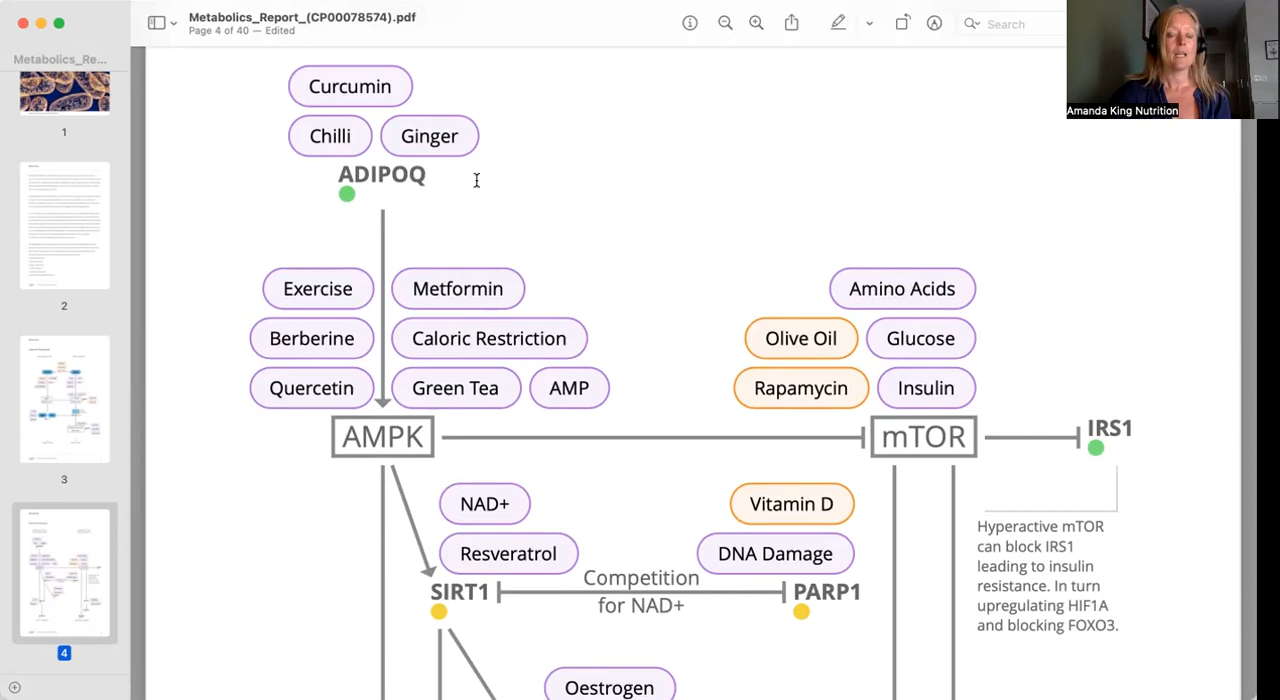 Metabolics_Report_(CP00078574).pdf
Page 4 of 40 — Edited
Search
Metabolics_Re...
1
2
3
4
Amanda King Nutrition
Curcumin
Chilli Ginger
ADIPOQ
Exercise Metformin Amino Acids
Berberine Caloric Restriction Olive Oil Glucose
Quercetin Green Tea AMP Rapamycin Insulin
AMPK mTOR IRS1
NAD+ Vitamin D
Resveratrol DNA Damage
SIRT1 Competition PARP1
for NAD+
Hyperactive mTOR
can block IRS1
leading to insulin
resistance. In turn
upregulating HIF1A
and blocking FOXO3.
Oestrogen